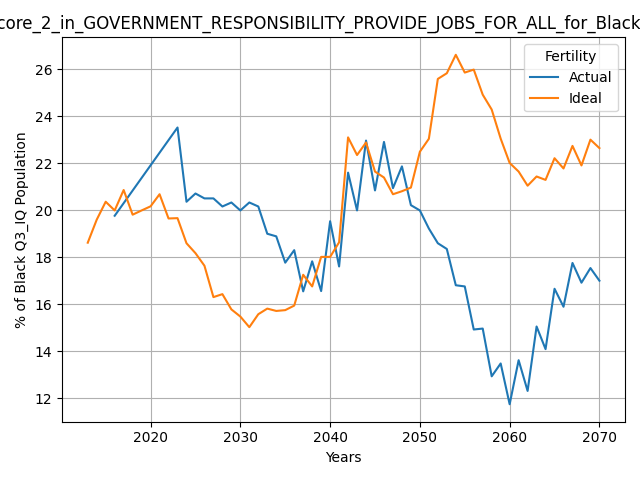 core_2_in_GOVERNMENT_RESPONSIBILITY_PROVIDE_JOBS_FOR_ALL_for_Black
Fertility
Actual
Ideal
26
24
22
20
18
16
14
12
% of Black Q3_IQ Population
2020 2030 2040 2050 2060 2070
Years